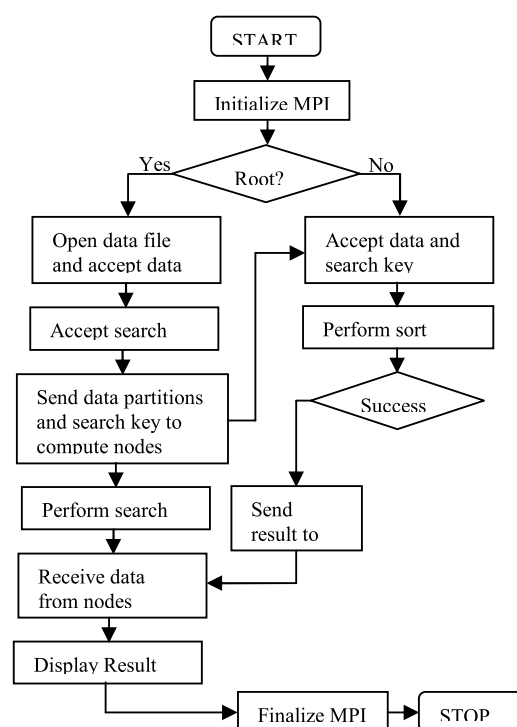 START
Initialize MPI
Root?
Yes
No
Open data file
and accept data
Accept search
Send data partitions
and search key to
compute nodes
Perform search
Receive data
from nodes
Display Result
Accept data and
search key
Perform sort
Success
Send
result to
Finalize MPI
STOP